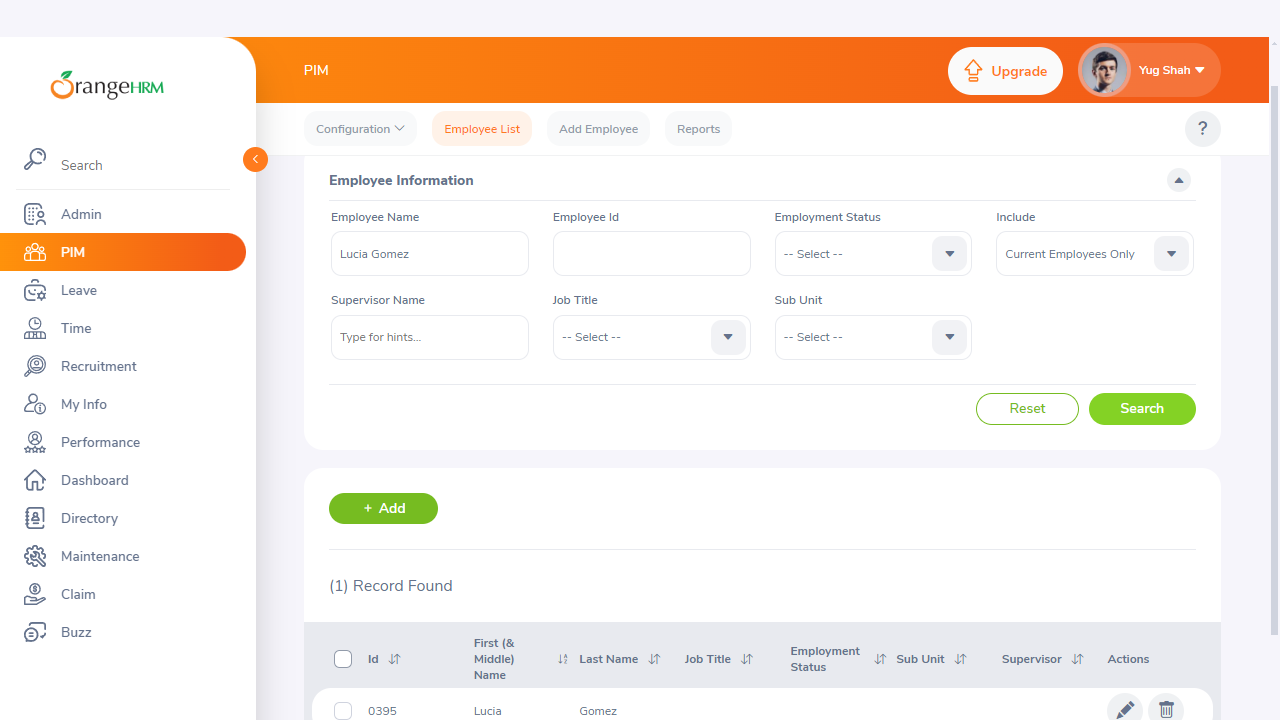 OrangeHRM
Search
Admin
PIM
Leave
Time
Recruitment
My Info
Performance
Dashboard
Directory
Maintenance
Claim
Buzz
PIM
Upgrade
Yug Shah
Configuration
Employee List
Add Employee
Reports
?
Employee Information
Employee Name
Employee Id
Employment Status
Include
Lucia Gomez
-- Select --
Current Employees Only
Supervisor Name
Job Title
Sub Unit
Type for hints...
-- Select --
-- Select --
Reset
Search
+ Add
(1) Record Found
Id
First (&
Middle)
Name
Last Name
Job Title
Employment
Status
Sub Unit
Supervisor
Actions
0395
Lucia
Gomez